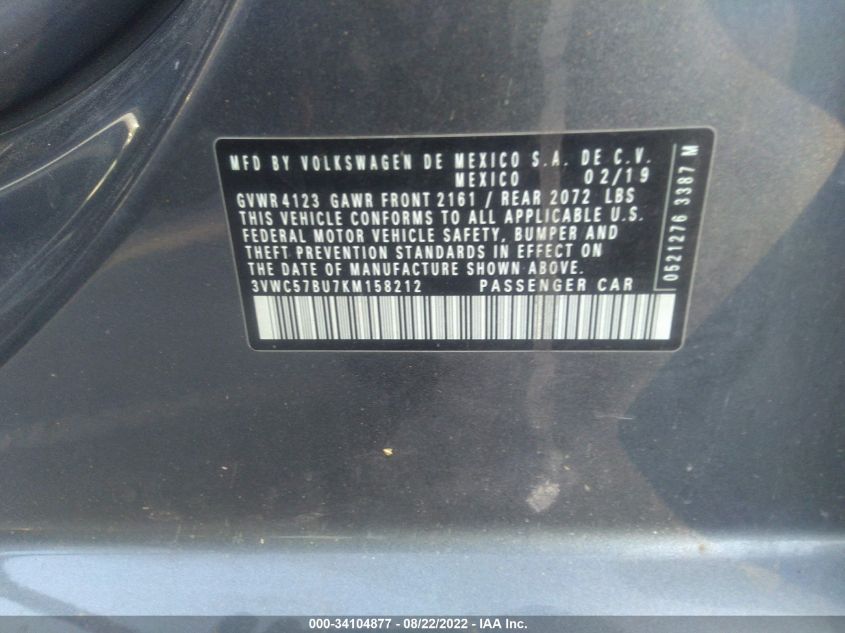 MFD BY VOLKSWAGEN DE MEXICO S.A. DE C.V.
MEXICO 02/19
GVWR 4123 GAWR FRONT 2161 / REAR 2072 LBS
THIS VEHICLE CONFORMS TO ALL APPLICABLE U.S.
FEDERAL MOTOR VEHICLE SAFETY, BUMPER AND
THEFT PREVENTION STANDARDS IN EFFECT ON
THE DATE OF MANUFACTURE SHOWN ABOVE.
3VWC57BU7KM158212 PASSENGER CAR
0521276 3387 M
000-34104877 - 08/22/2022 - IAA Inc.